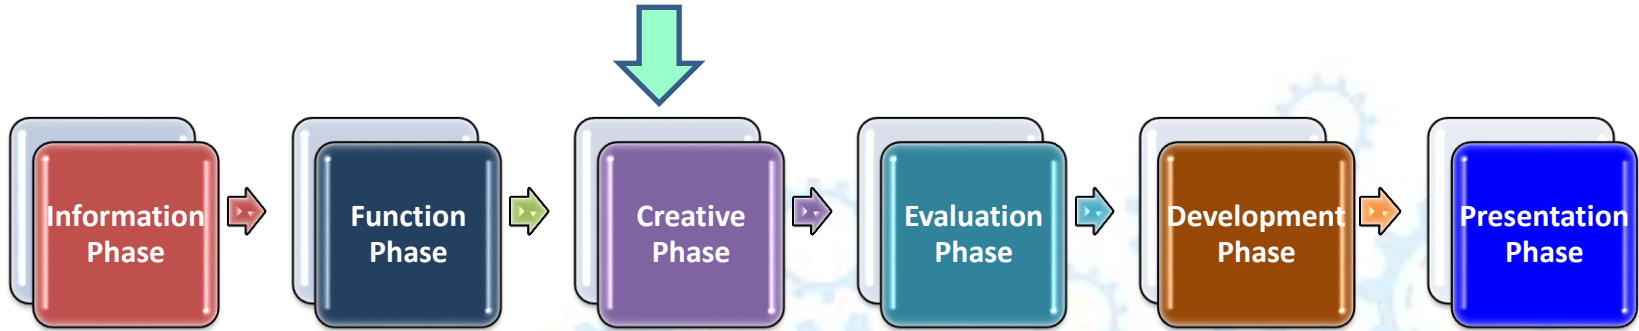 Information
Phase
Function
Phase
Creative
Phase
Evaluation
Phase
Development
Phase
Presentation
Phase